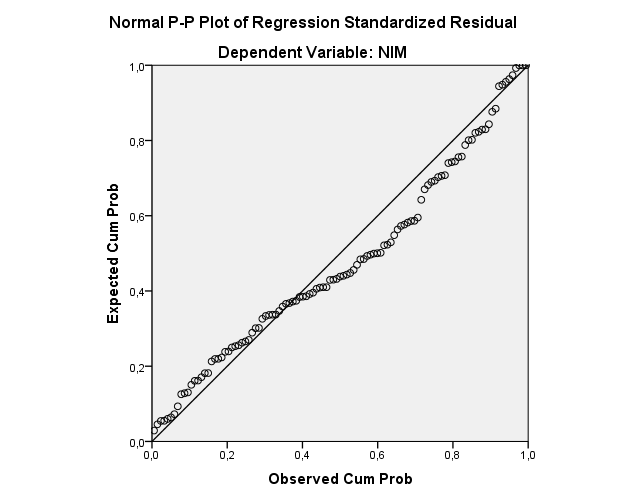 Normal P-P Plot of Regression Standardized Residual
Dependent Variable: NIM
Expected Cum Prob
1,0
0,8
0,6
0,4
0,2
0,0
0,0 0,2 0,4 0,6 0,8 1,0
Observed Cum Prob